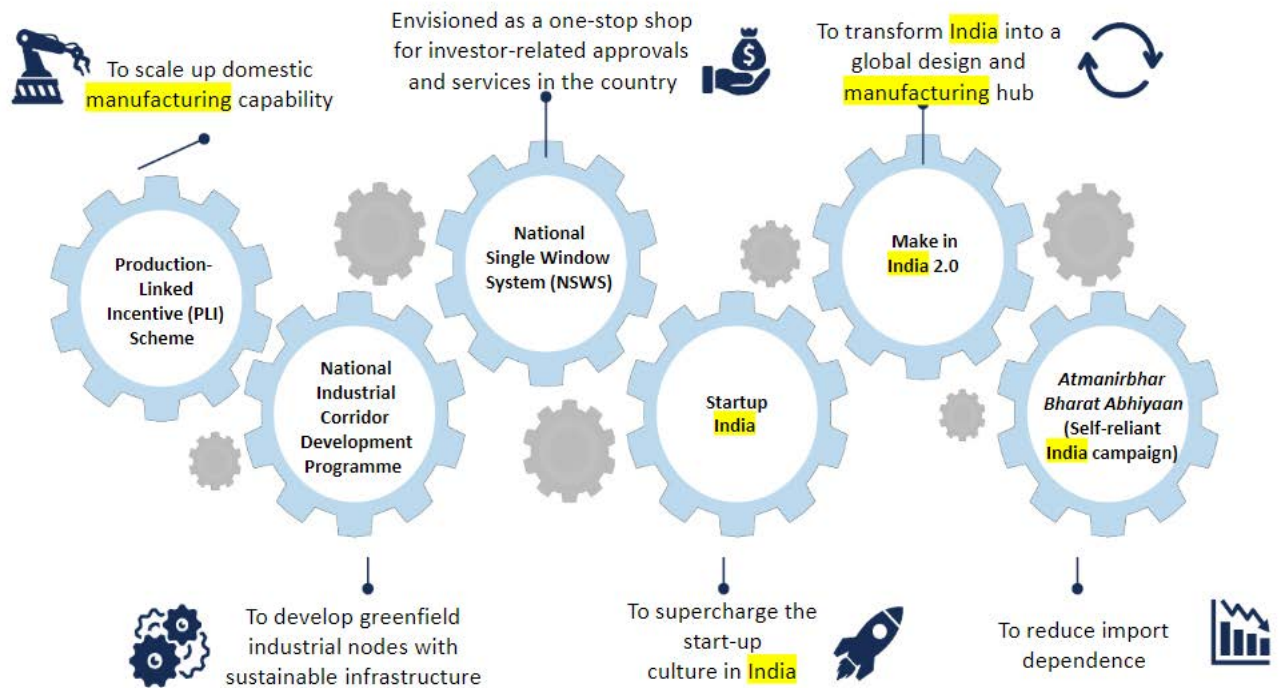 To scale up domestic
manufacturing capability
Envisioned as a one-stop shop
for investor-related approvals
and services in the country
$
To transform India into a
global design and
manufacturing hub
Production-
Linked
Incentive (PLI)
Scheme
National
Industrial
Corridor
Development
Programme
National
Single Window
System (NSWS)
Startup
India
Make in
India 2.0
Atmanirbhar
Bharat Abhiyaan
(Self-reliant
India campaign)
To develop greenfield
industrial nodes with
sustainable infrastructure
To supercharge the
start-up
culture in India
To reduce import
dependence